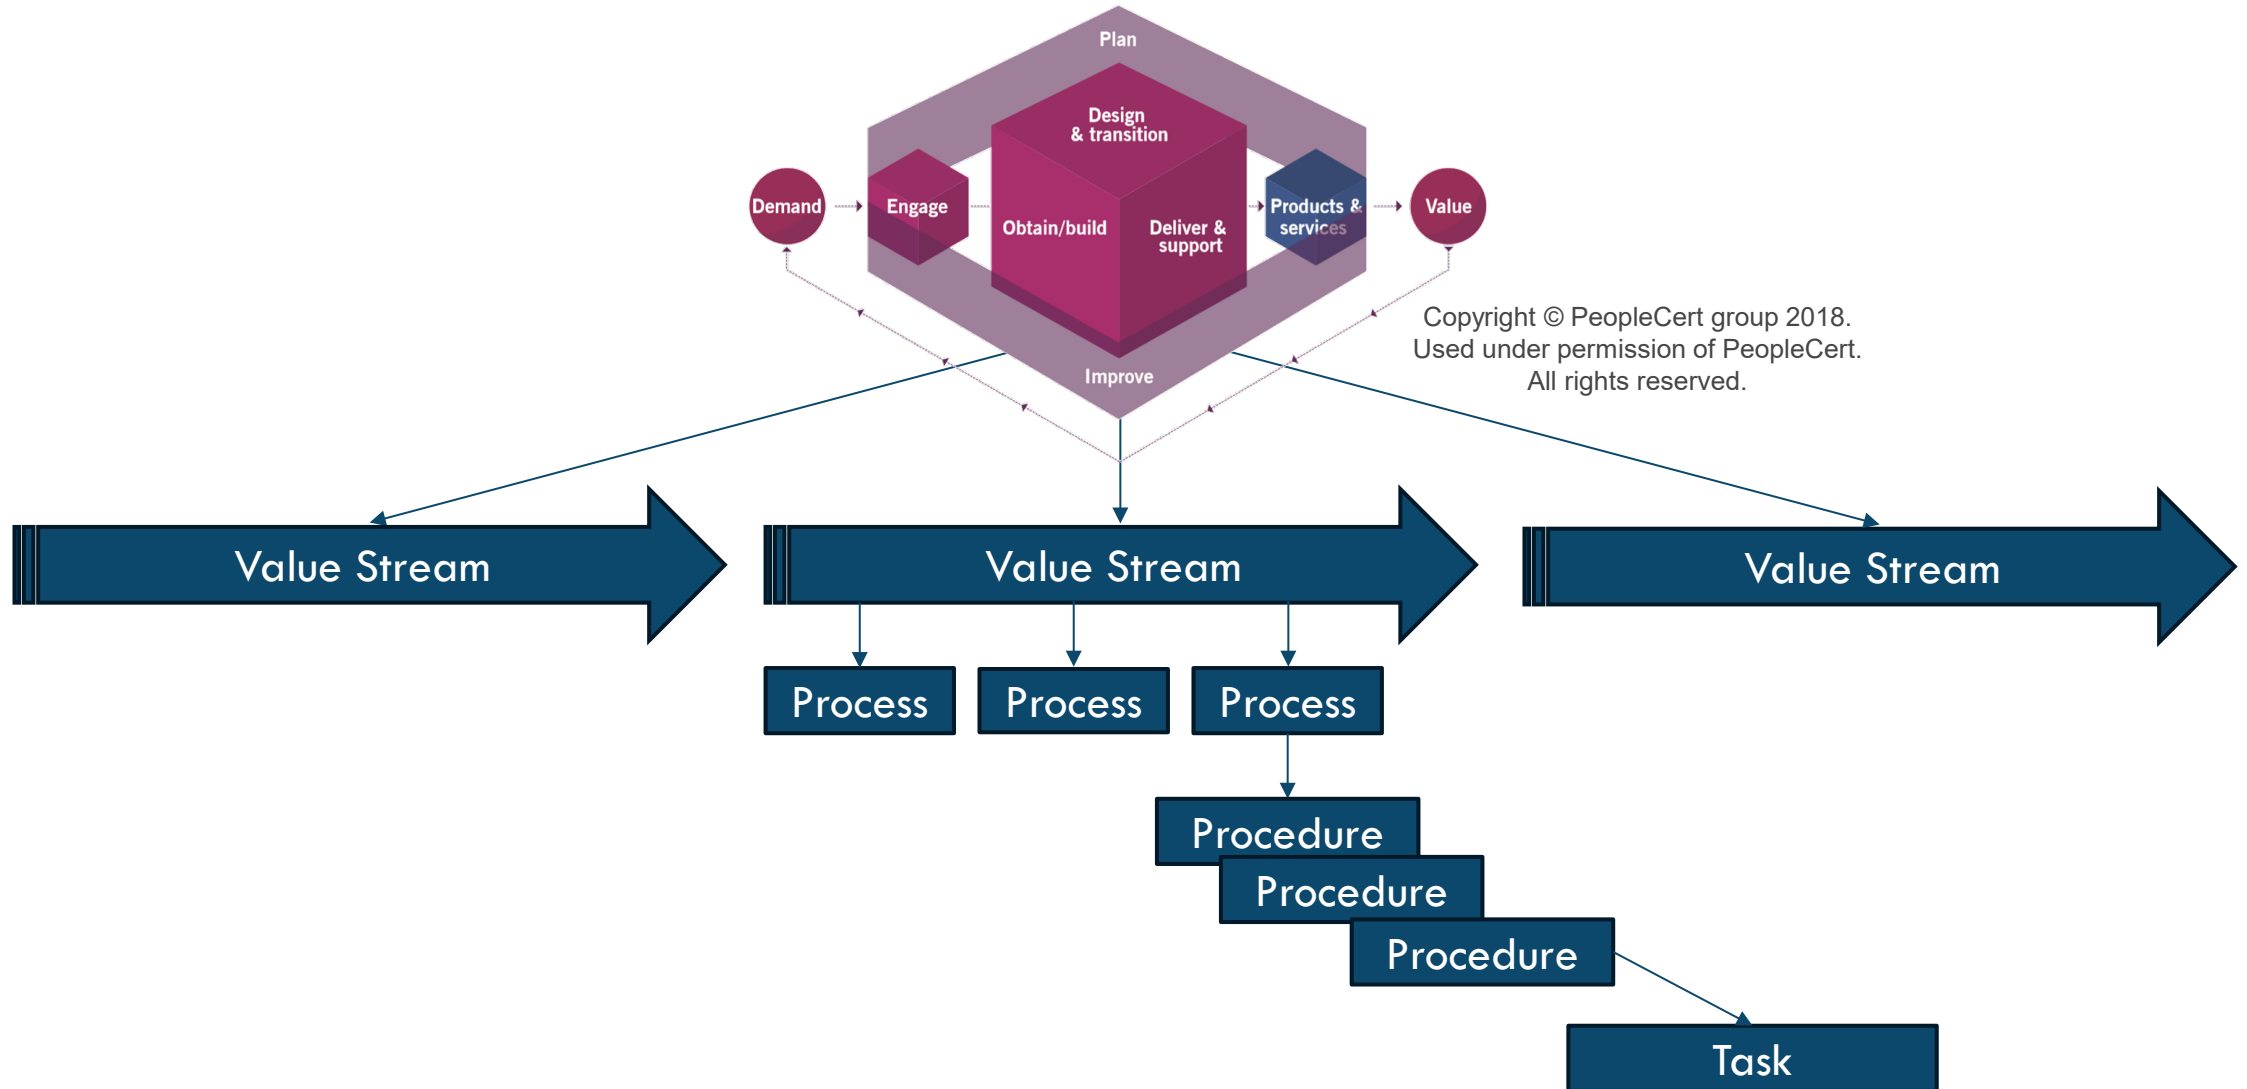 Plan
Design
& transition
Demand
Engage
Obtain/build
Deliver &
support
Products &
services
Value
Improve
Copyright © PeopleCert group 2018.
Used under permission of PeopleCert.
All rights reserved.
Value Stream
Value Stream
Value Stream
Process
Process
Process
Procedure
Procedure
Procedure
Task